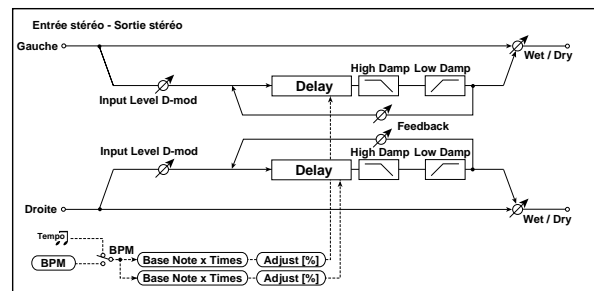 Entrée stéréo - Sortie stéréo
Gauche
Wet / Dry
High Damp Low Damp
Delay
Input Level D-mod
Feedback
Input Level D-mod
High Damp Low Damp
Delay
Droite
Wet / Dry
Tempo
BPM
BPM
Base Note x Times
Adjust [%]
Base Note x Times
Adjust [%]